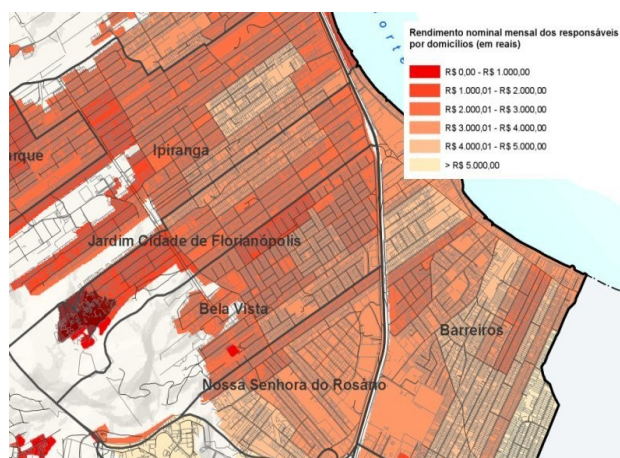 Rendimento nominal mensal dos responsáveis
por domicílios (em reais)
R$ 0,00 - R$ 1.000,00
R$ 1.000,01 - R$ 2.000,00
R$ 2.000,01 - R$ 3.000,00
R$ 3.000,01 - R$ 4.000,00
R$ 4.000,01 - R$ 5.000,00
> R$ 5.000,00
orte
Ipiranga
arque
Jardim Cidade de Florianópolis
Bela Vista
Barreiros
Nossa Senhora do Rosário